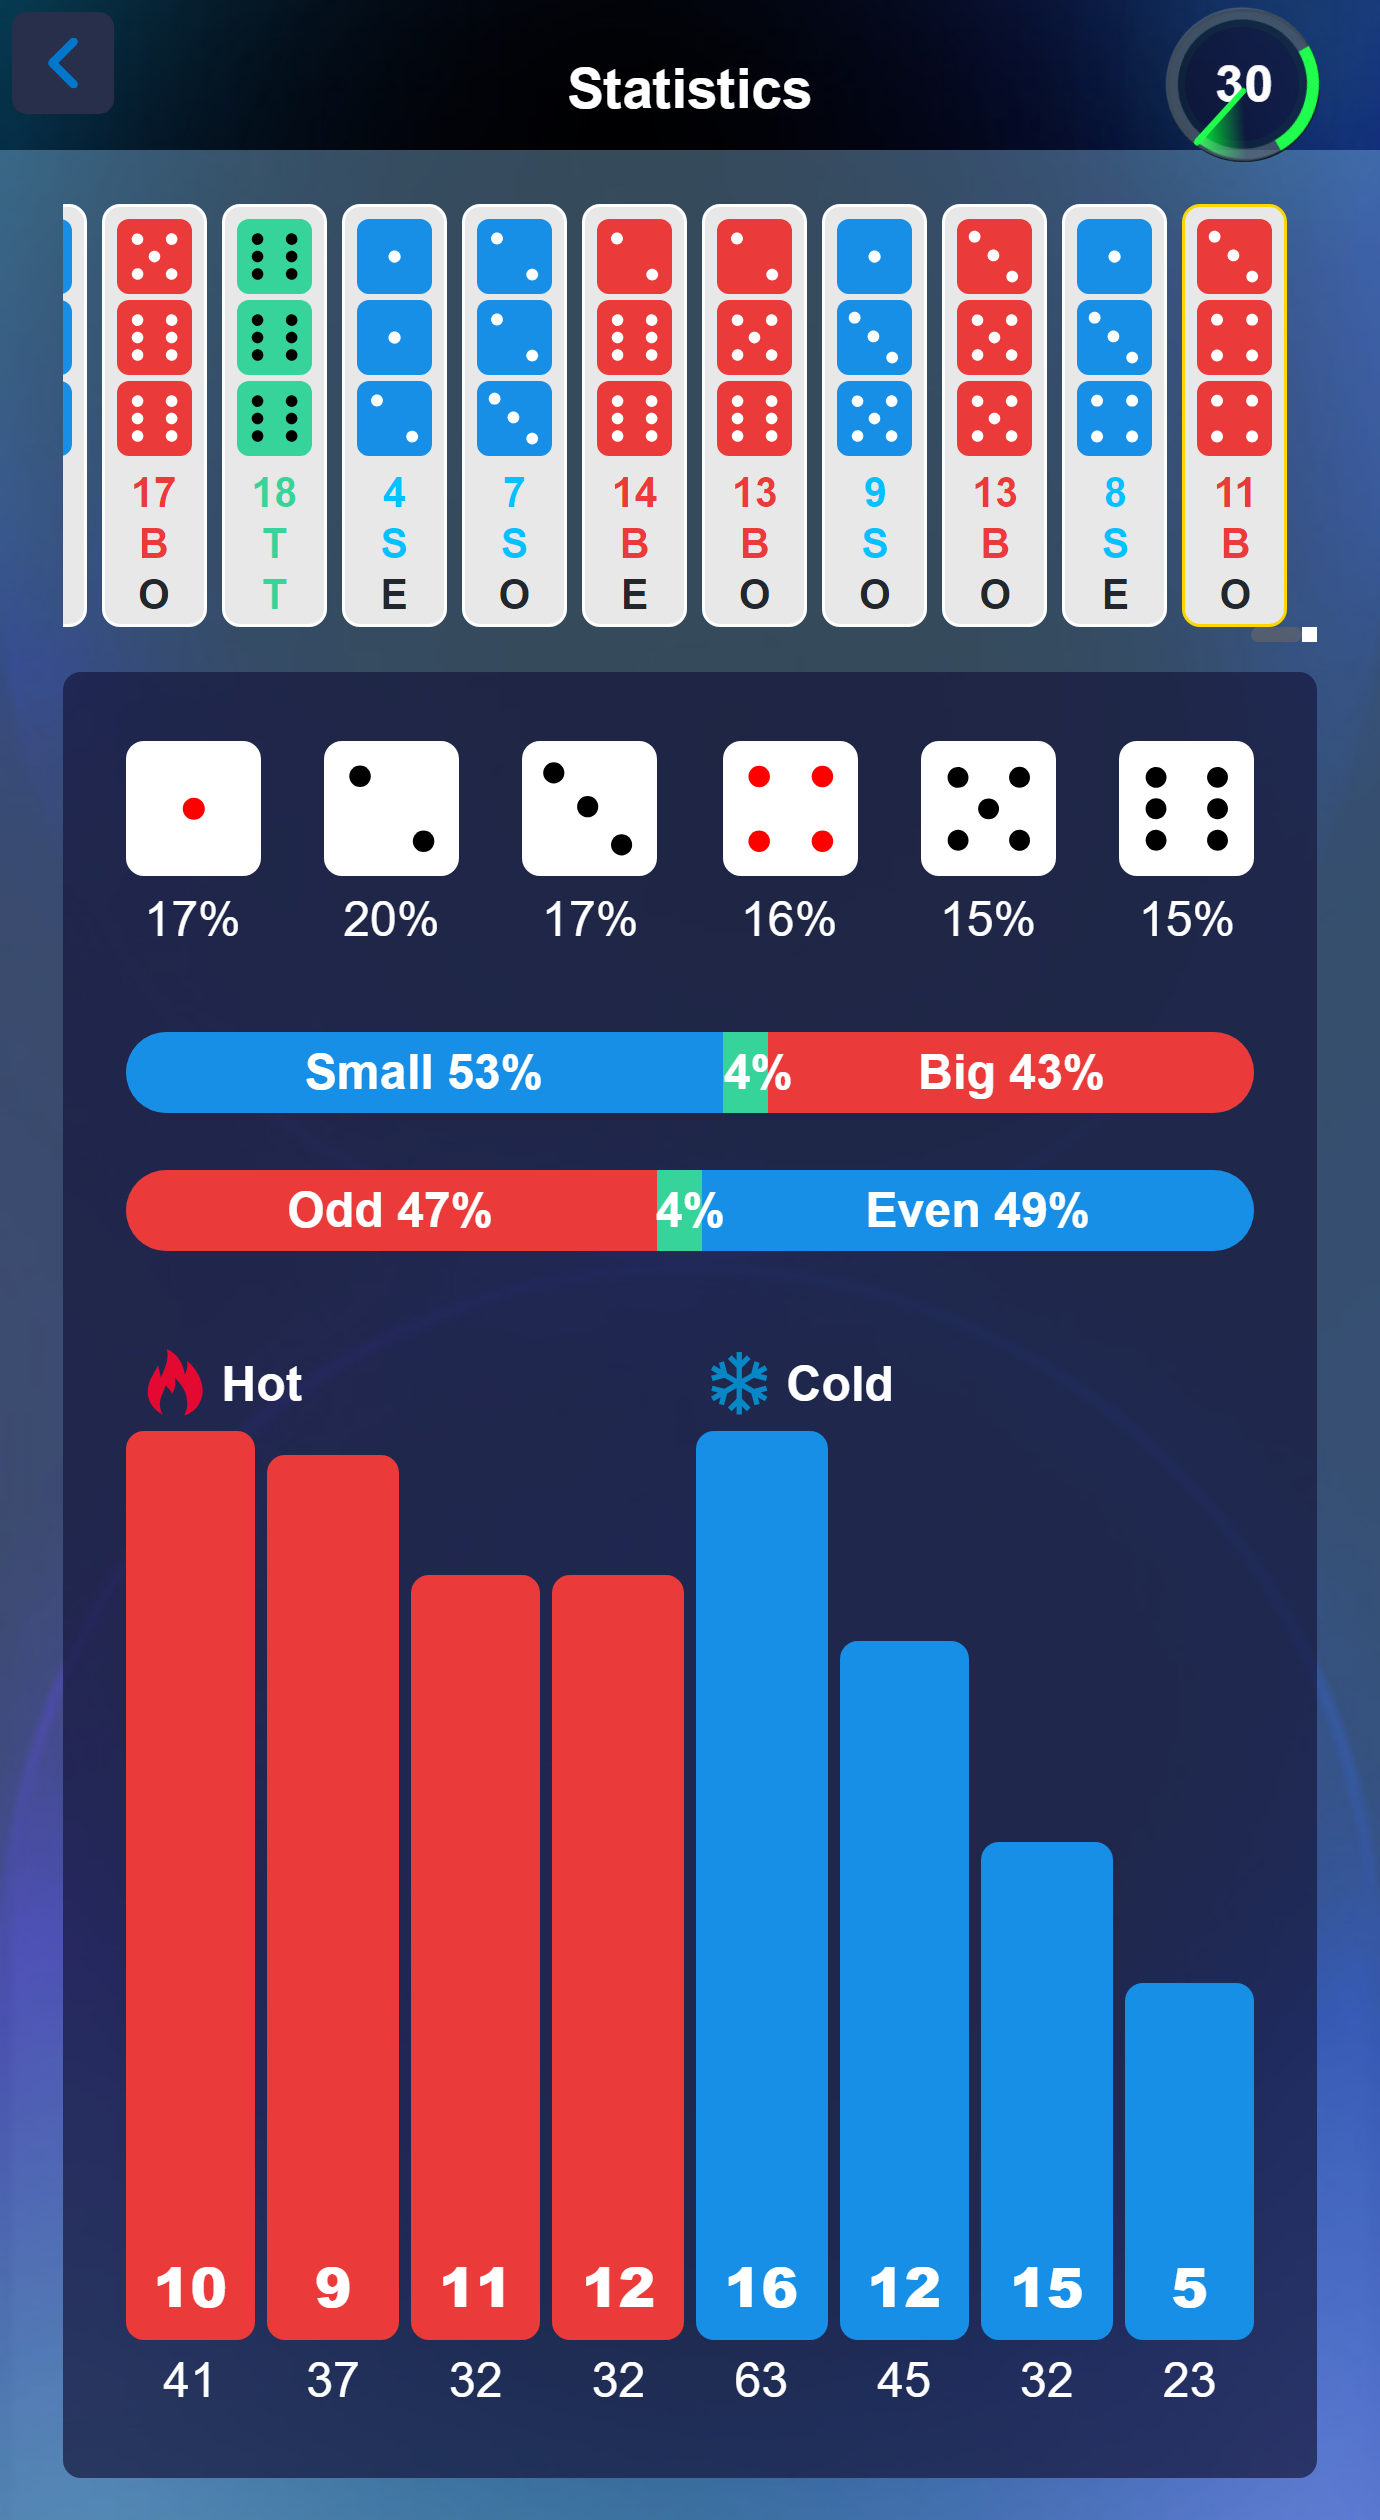 Statistics
30
17 18 4 7 14 13 9 13 8 11
B T S S B B S B S B
O T E O E O O O E O
17% 20% 17% 16% 15% 15%
Small 53% 4% Big 43%
Odd 47% 4% Even 49%
Hot Cold
10 9 11 12 16 12 15 5
41 37 32 32 63 45 32 23